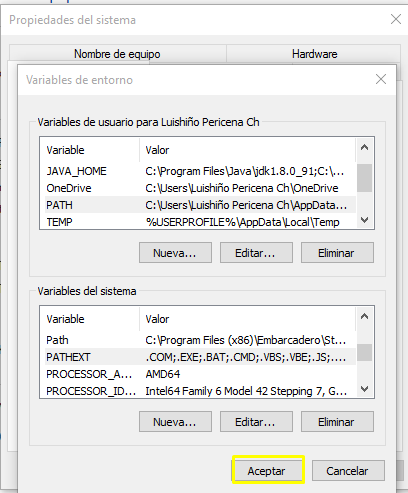 Propiedades del sistema
Nombre de equipo Hardware
Variables de entorno
Variables de usuario para Luishiño Pericena Ch
Variable Valor
JAVA_HOME C:\Program Files\Java\jdk1.8.0_91;C:\...
OneDrive C:\Users\Luishiño Pericena Ch\OneDrive
PATH C:\Users\Luishiño Pericena Ch\AppData...
TEMP %USERPROFILE%\AppData\Local\Temp
Nueva... Editar... Eliminar
Variables del sistema
Variable Valor
Path C:\Program Files (x86)\Embarcadero\St...
PATHEXT .COM;.EXE;.BAT;.CMD;.VBS;.VBE;.JS;....
PROCESSOR_A... AMD64
PROCESSOR_ID... Intel64 Family 6 Model 42 Stepping 7, G...
Nueva... Editar... Eliminar
Aceptar Cancelar